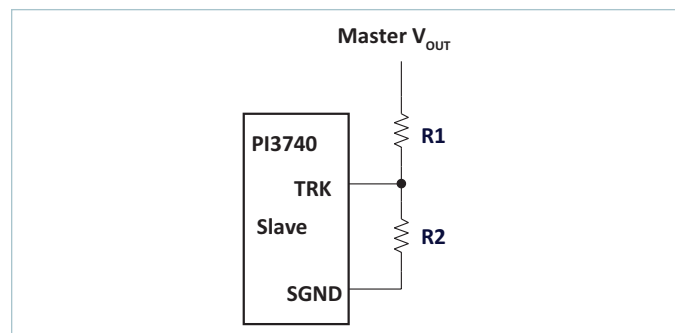 Master VOUT
R1
PI3740
TRK
Slave
R2
SGND